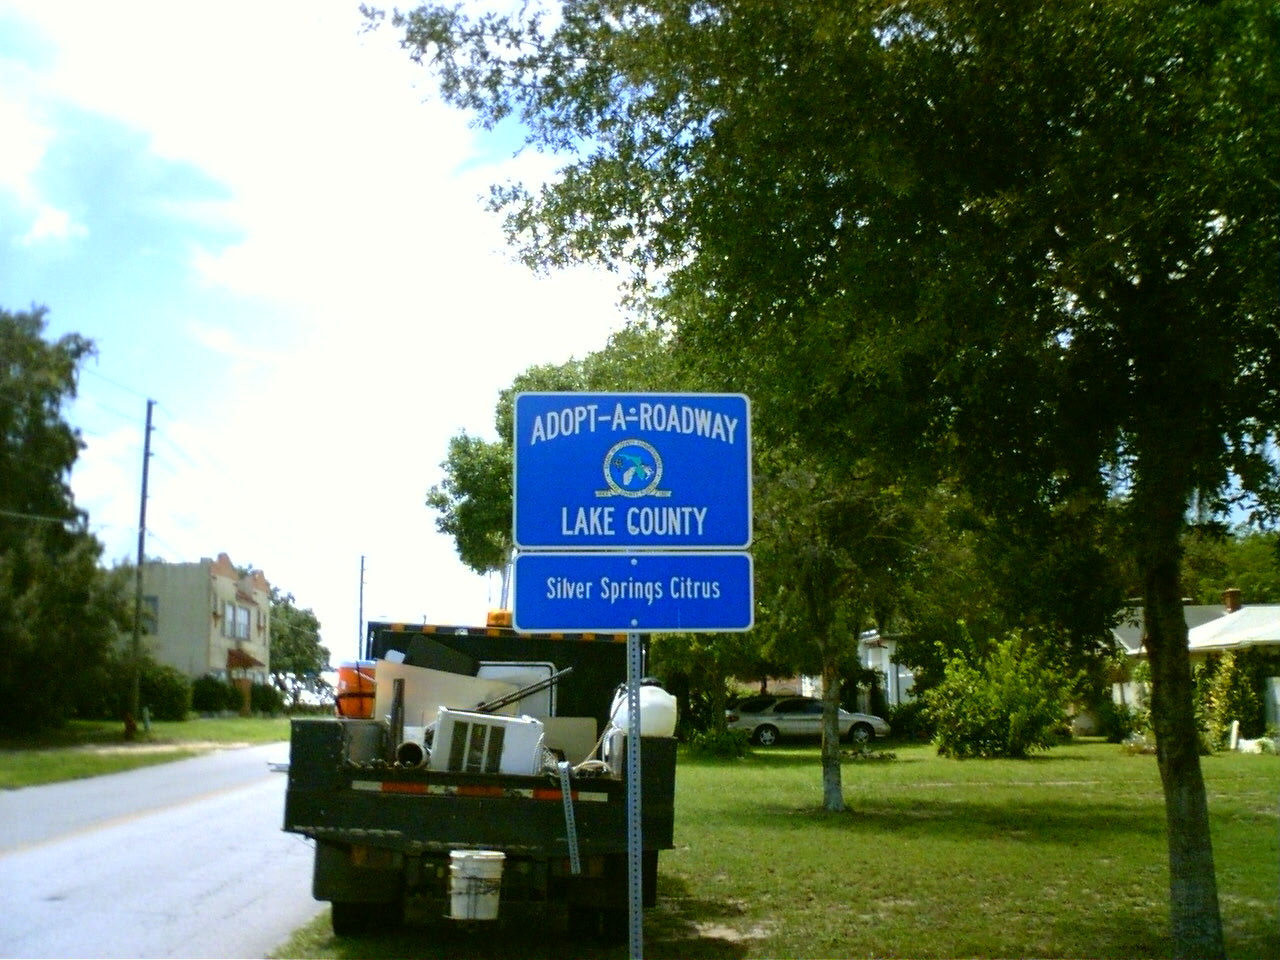 ADOPT-A-ROADWAY
LAKE COUNTY
Silver Springs Citrus